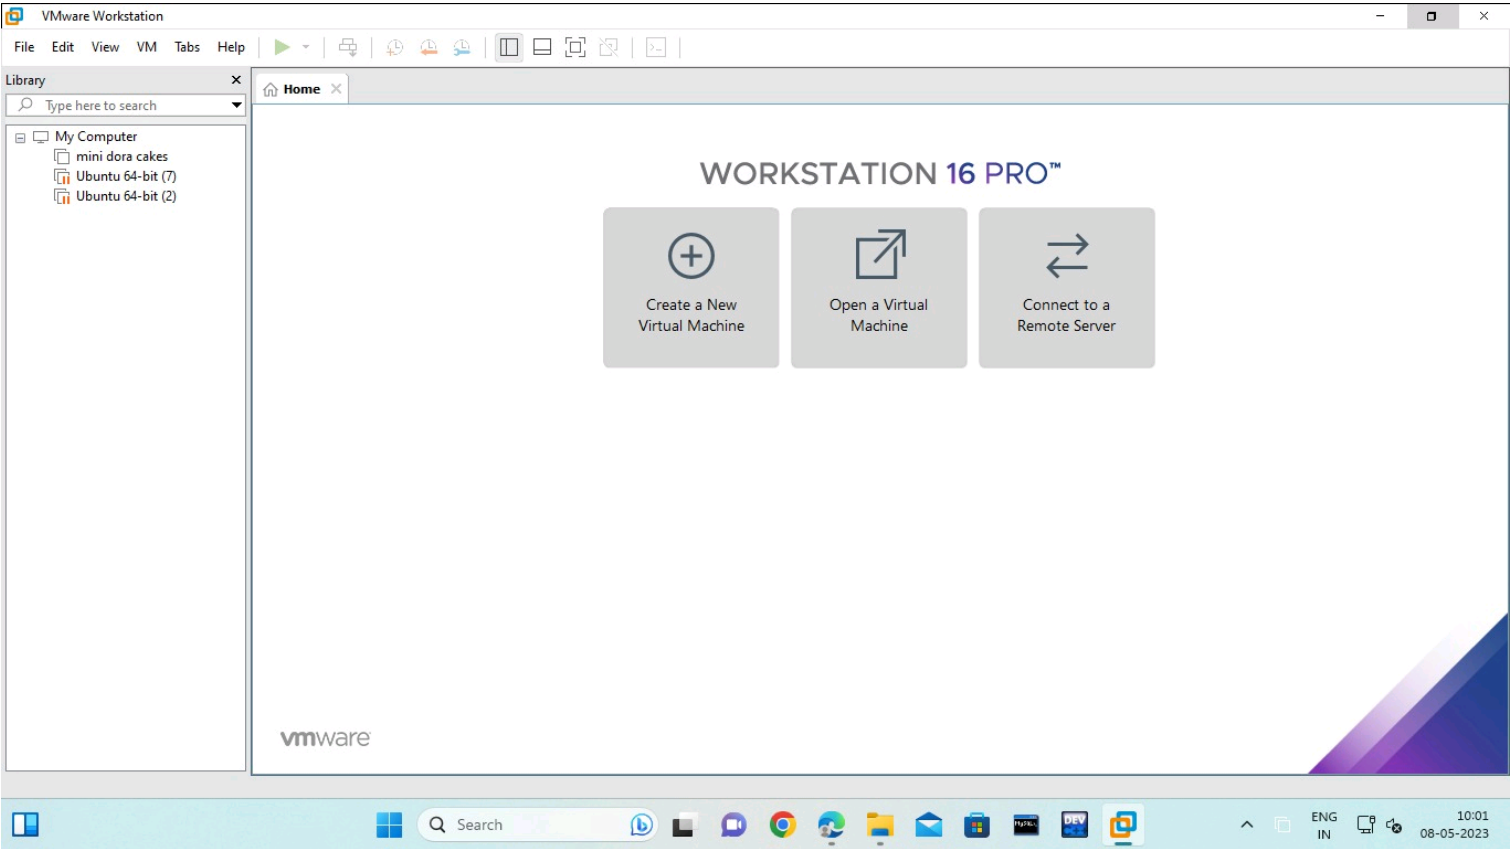 VMware Workstation
File Edit View VM Tabs Help
Library
Home
Type here to search
My Computer
mini dora cakes
Ubuntu 64-bit (7)
Ubuntu 64-bit (2)
WORKSTATION 16 PRO™
Create a New
Virtual Machine
Open a Virtual
Machine
Connect to a
Remote Server
vmware
Search
DEV
ENG
IN
10:01
08-05-2023